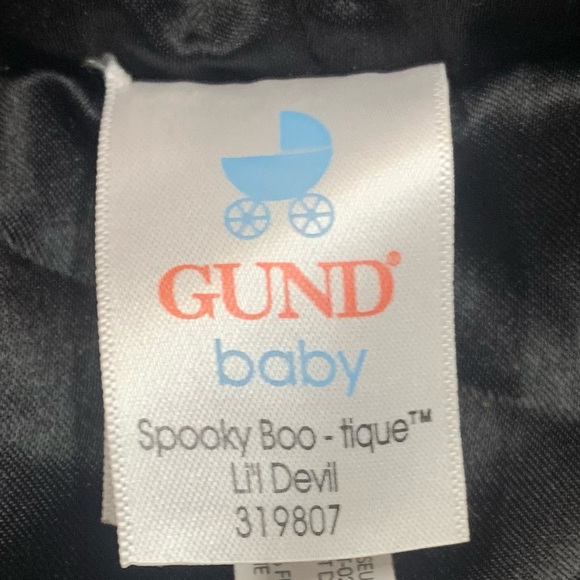 GUND®
baby
Spooky Boo-tique™
Li'l Devil
319807